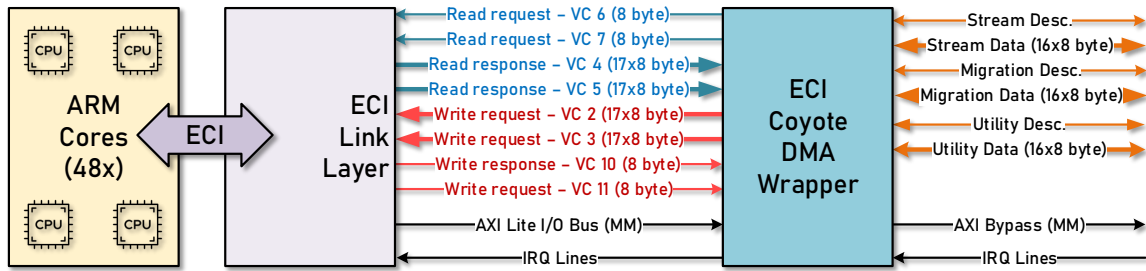 CPU
CPU
ARM
Cores
(48x)
CPU
CPU
ECI
ECI
Link
Layer
Read request – VC 6 (8 byte)
Read request – VC 7 (8 byte)
Read response – VC 4 (17x8 byte)
Read response – VC 5 (17x8 byte)
Write request – VC 2 (17x8 byte)
Write request – VC 3 (17x8 byte)
Write response – VC 10 (8 byte)
Write request – VC 11 (8 byte)
AXI Lite I/O Bus (MM)
IRQ Lines
ECI
Coyote
DMA
Wrapper
Stream Desc.
Stream Data (16x8 byte)
Migration Desc.
Migration Data (16x8 byte)
Utility Desc.
Utility Data (16x8 byte)
AXI Bypass (MM)
IRQ Lines